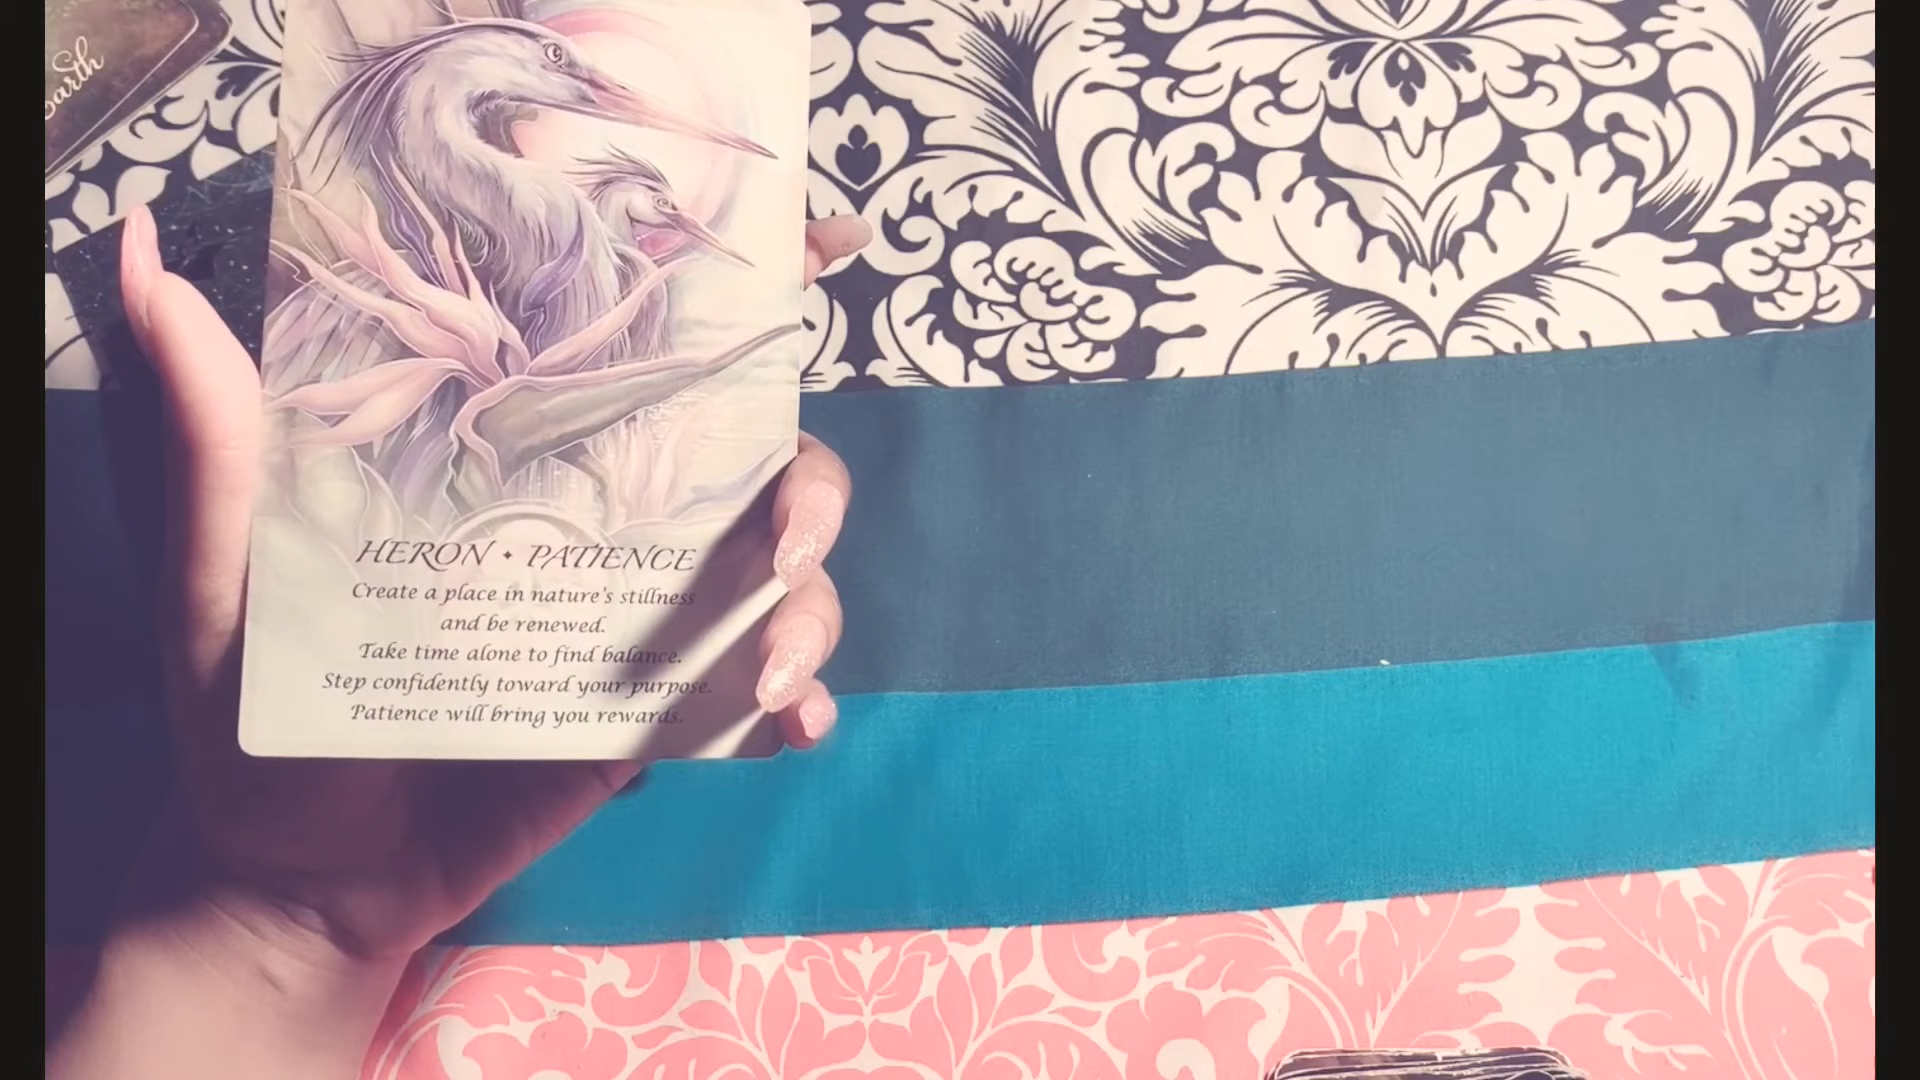 earth
HERON • PATIENCE
Create a place in nature's stillness
and be renewed.
Take time alone to find balance.
Step confidently toward your purpose.
Patience will bring you rewards.